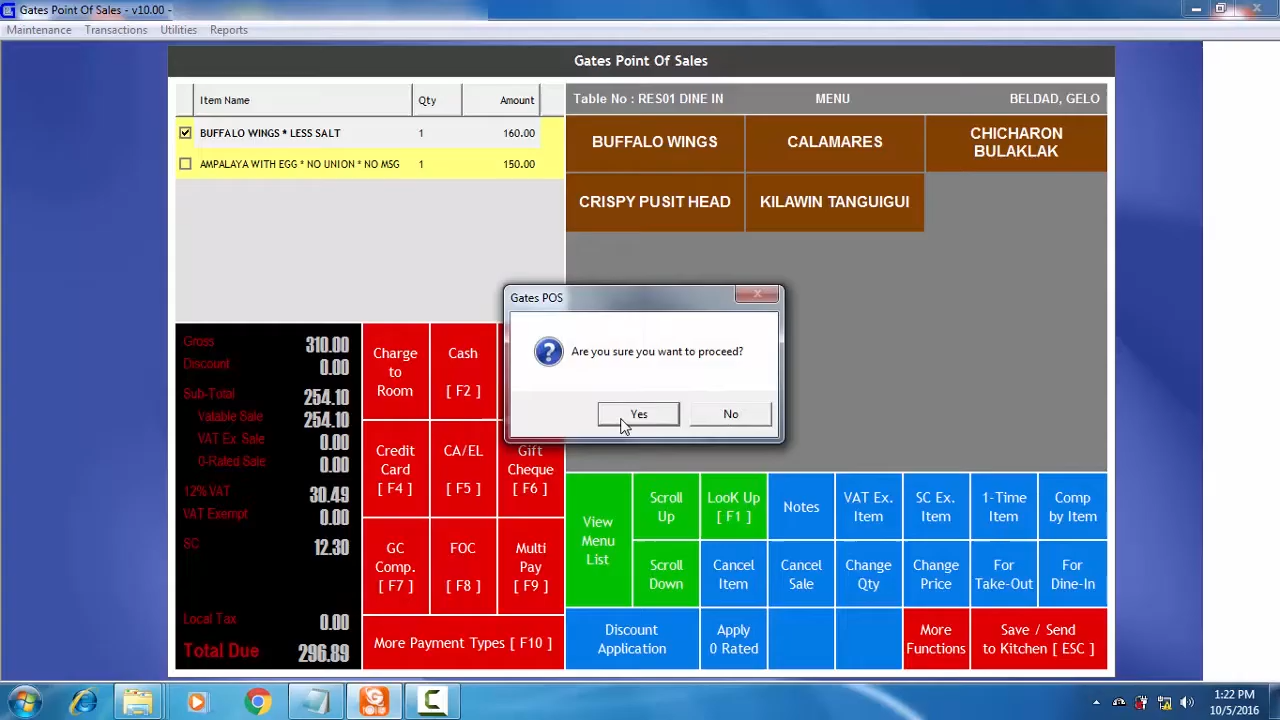 Gates Point Of Sales - v10.00 -
Maintenance Transactions Utilities Reports
Gates Point Of Sales
Item Name Qty Amount
BUFFALO WINGS * LESS SALT 1 160.00
AMPALAYA WITH EGG * NO UNION * NO MSG 1 150.00
Table No : RES01 DINE IN MENU BELDAD, GELO
BUFFALO WINGS
CALAMARES
CHICHARON
BULAKLAK
CRISPY PUSIT HEAD
KILAWIN TANGUIGUI
Gates POS
Are you sure you want to proceed?
Yes No
Gross 310.00
Discount 0.00
Sub-Total 254.10
Vatable Sale 254.10
VAT Ex. Sale 0.00
0-Rated Sale 0.00
12% VAT 30.49
VAT Exempt 0.00
SC 12.30
Local Tax 0.00
Total Due 296.89
Charge
to
Room
Cash
[ F2 ]
Credit
Card
[ F4 ]
CA/EL
[ F5 ]
Gift
Cheque
[ F6 ]
GC
Comp.
[ F7 ]
FOC
[ F8 ]
Multi
Pay
[ F9 ]
More Payment Types [ F10 ]
View
Menu
List
Scroll
Up
LooK Up
[ F1 ]
Notes
VAT Ex.
Item
SC Ex.
Item
1-Time
Item
Comp
by Item
Scroll
Down
Cancel
Item
Cancel
Sale
Change
Qty
Change
Price
For
Take-Out
For
Dine-In
Discount
Application
Apply
0 Rated
More
Functions
Save / Send
to Kitchen [ ESC ]
1:22 PM
10/5/2016